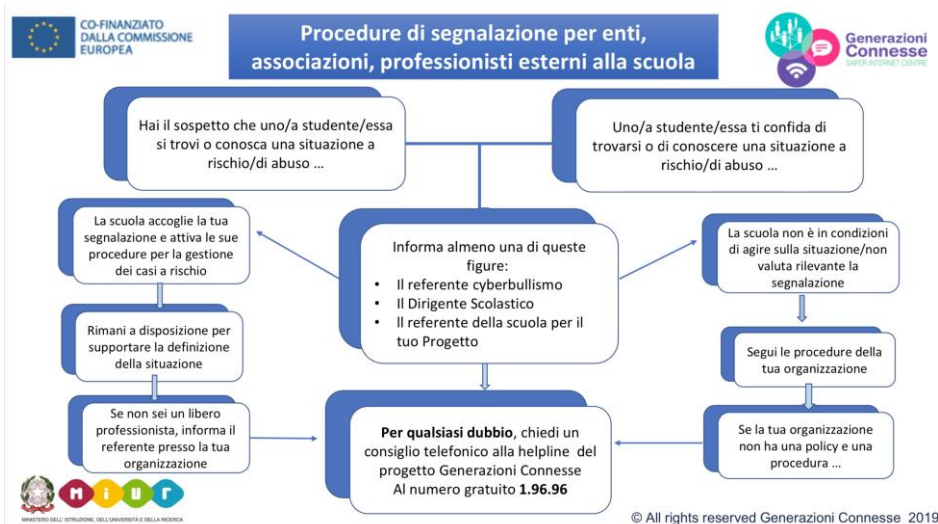 CO-FINANZIATO
DALLA COMMISSIONE
EUROPEA
Procedure di segnalazione per enti,
associazioni, professionisti esterni alla scuola
Generazioni
Connesse
SAFER INTERNET CENTRE
Hai il sospetto che uno/a studente/essa
si trovi o conosca una situazione a
rischio/di abuso …
Uno/a studente/essa ti confida di
trovarsi o di conoscere una situazione a
rischio/di abuso …
La scuola accoglie la tua
segnalazione e attiva le sue
procedure per la gestione
dei casi a rischio
Informa almeno una di queste
figure:
• Il referente cyberbullismo
• Il Dirigente Scolastico
• Il referente della scuola per il
tuo Progetto
La scuola non è in condizioni
di agire sulla situazione/non
valuta rilevante la
segnalazione
Rimani a disposizione per
supportare la definizione
della situazione
Segui le procedure della
tua organizzazione
Se non sei un libero
professionista, informa il
referente presso la tua
organizzazione
Per qualsiasi dubbio, chiedi un
consiglio telefonico alla helpline del
progetto Generazioni Connesse
Al numero gratuito 1.96.96
Se la tua organizzazione
non ha una policy e una
procedura …
MIUR
MINISTERO DELL'ISTRUZIONE, DELL'UNIVERSITÀ E DELLA RICERCA
© All rights reserved Generazioni Connesse 2019